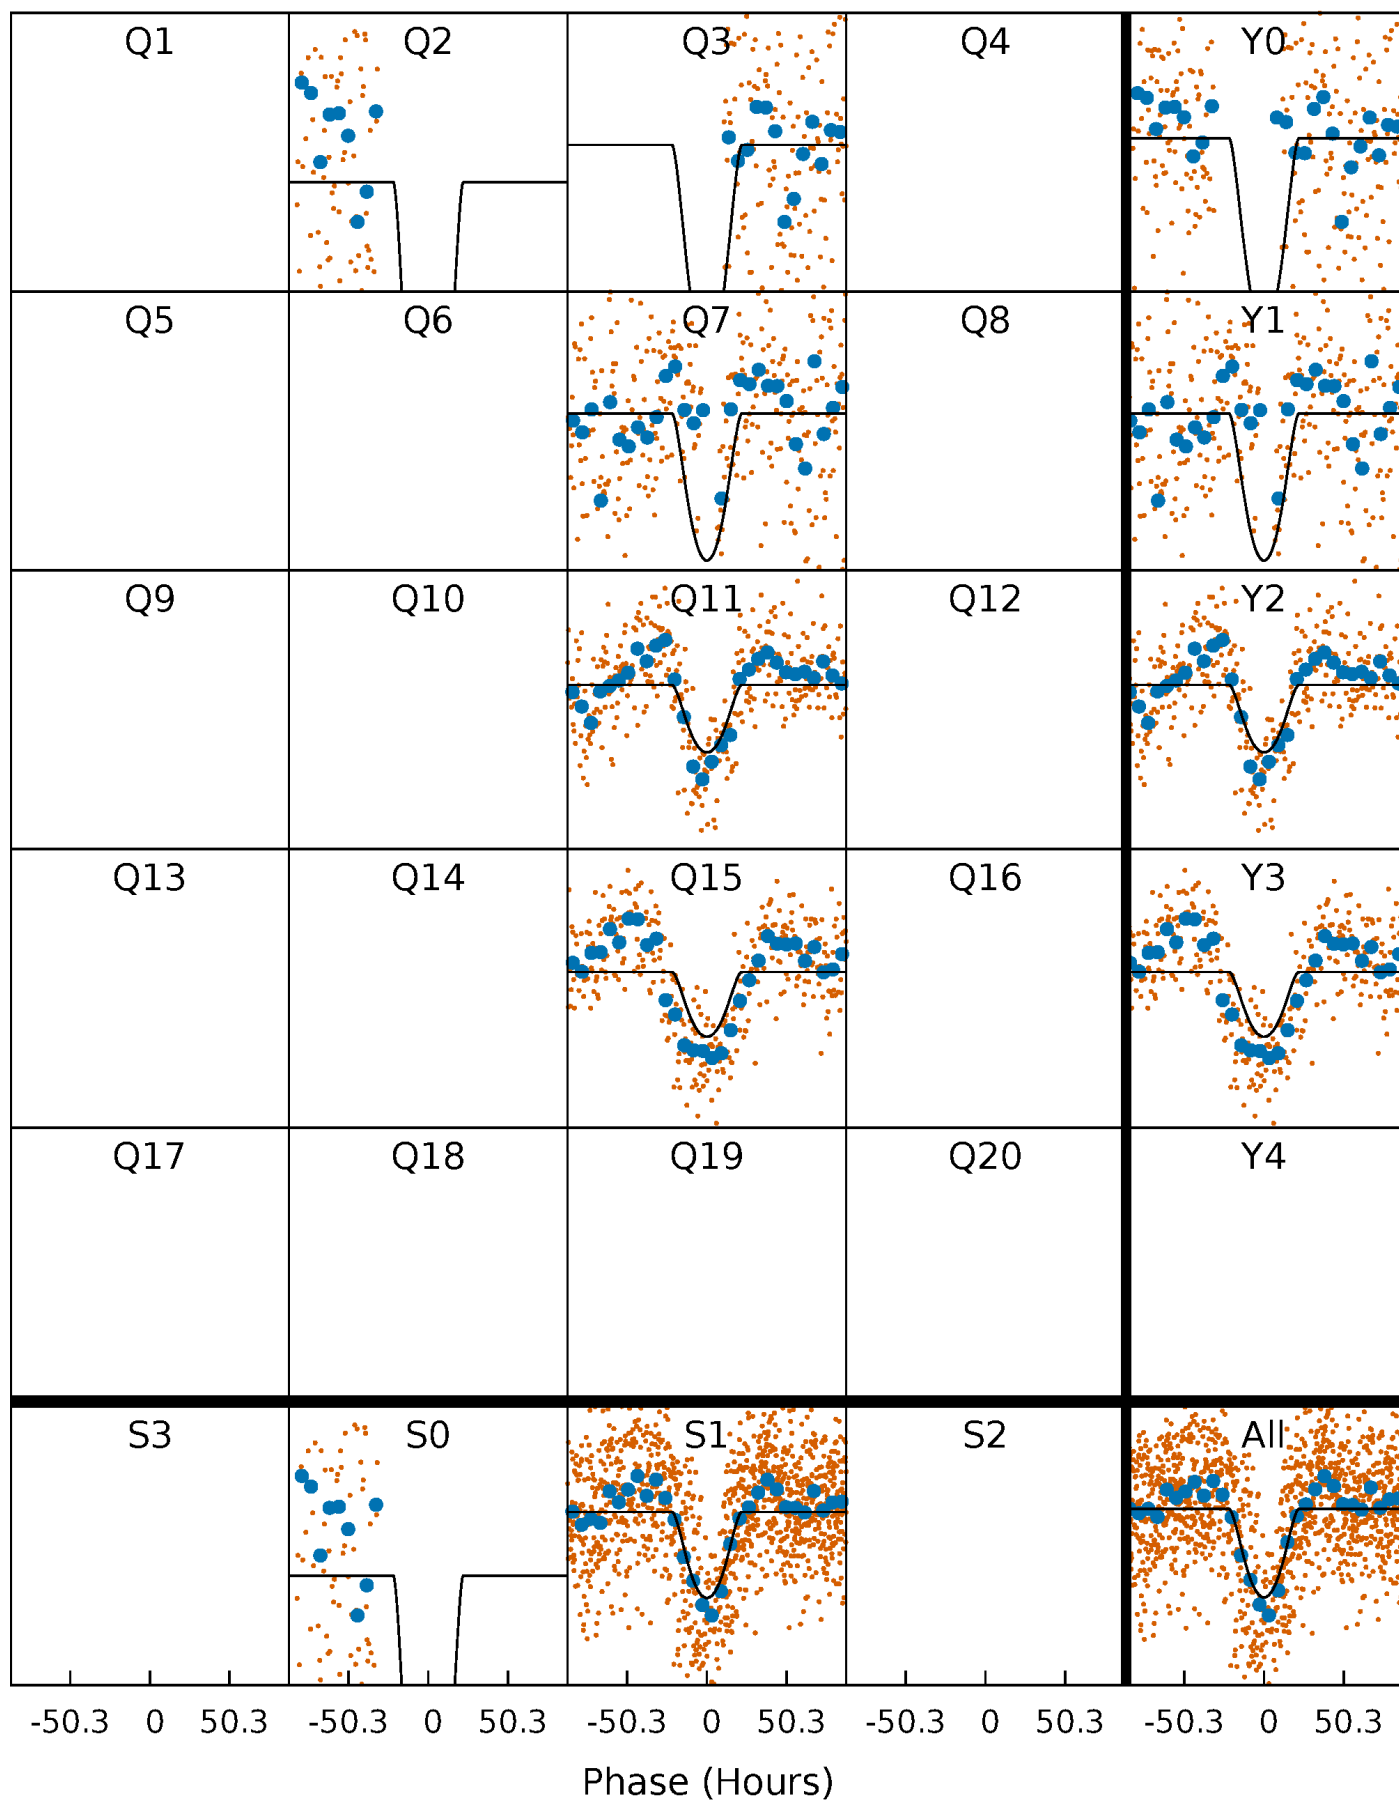 Q1 Q2 Q3 Q4 Y0
Q5 Q6 Q7 Q8 Y1
Q9 Q10 Q11 Q12 Y2
Q13 Q14 Q15 Q16 Y3
Q17 Q18 Q19 Q20 Y4
S3 S0 S1 S2 All
-50.3 0 50.3 -50.3 0 50.3 -50.3 0 50.3 -50.3 0 50.3 -50.3 0 50.3
Phase (Hours)